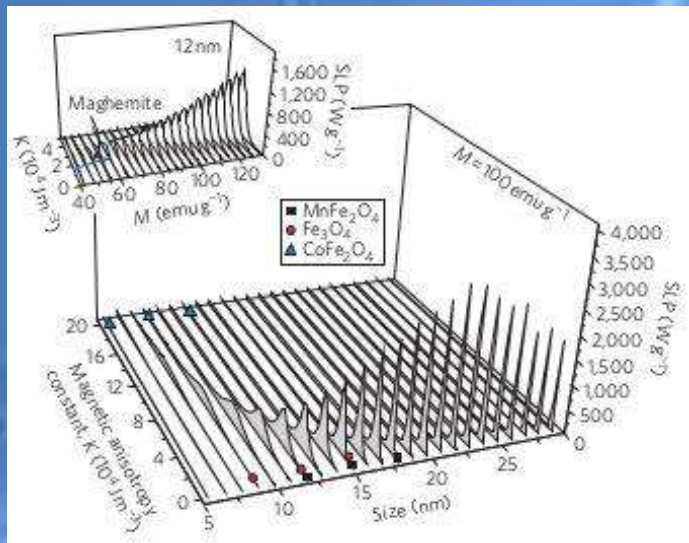 12 nm
Maghemite
1,600
1,200
800
400
0
SLP (W g⁻¹)
K (10⁴ J m⁻³)
4
2
0
40
60
80
100
120
M (emu g⁻¹)
M = 100 emu g⁻¹
MnFe₂O₄
Fe₃O₄
CoFe₂O₄
4,000
3,500
3,000
2,500
2,000
1,500
1,000
500
0
SLP (W g⁻¹)
20
16
12
8
4
0
Magnetic anisotropy
constant, K (10⁴ J m⁻³)
5
10
15
20
25
Size (nm)